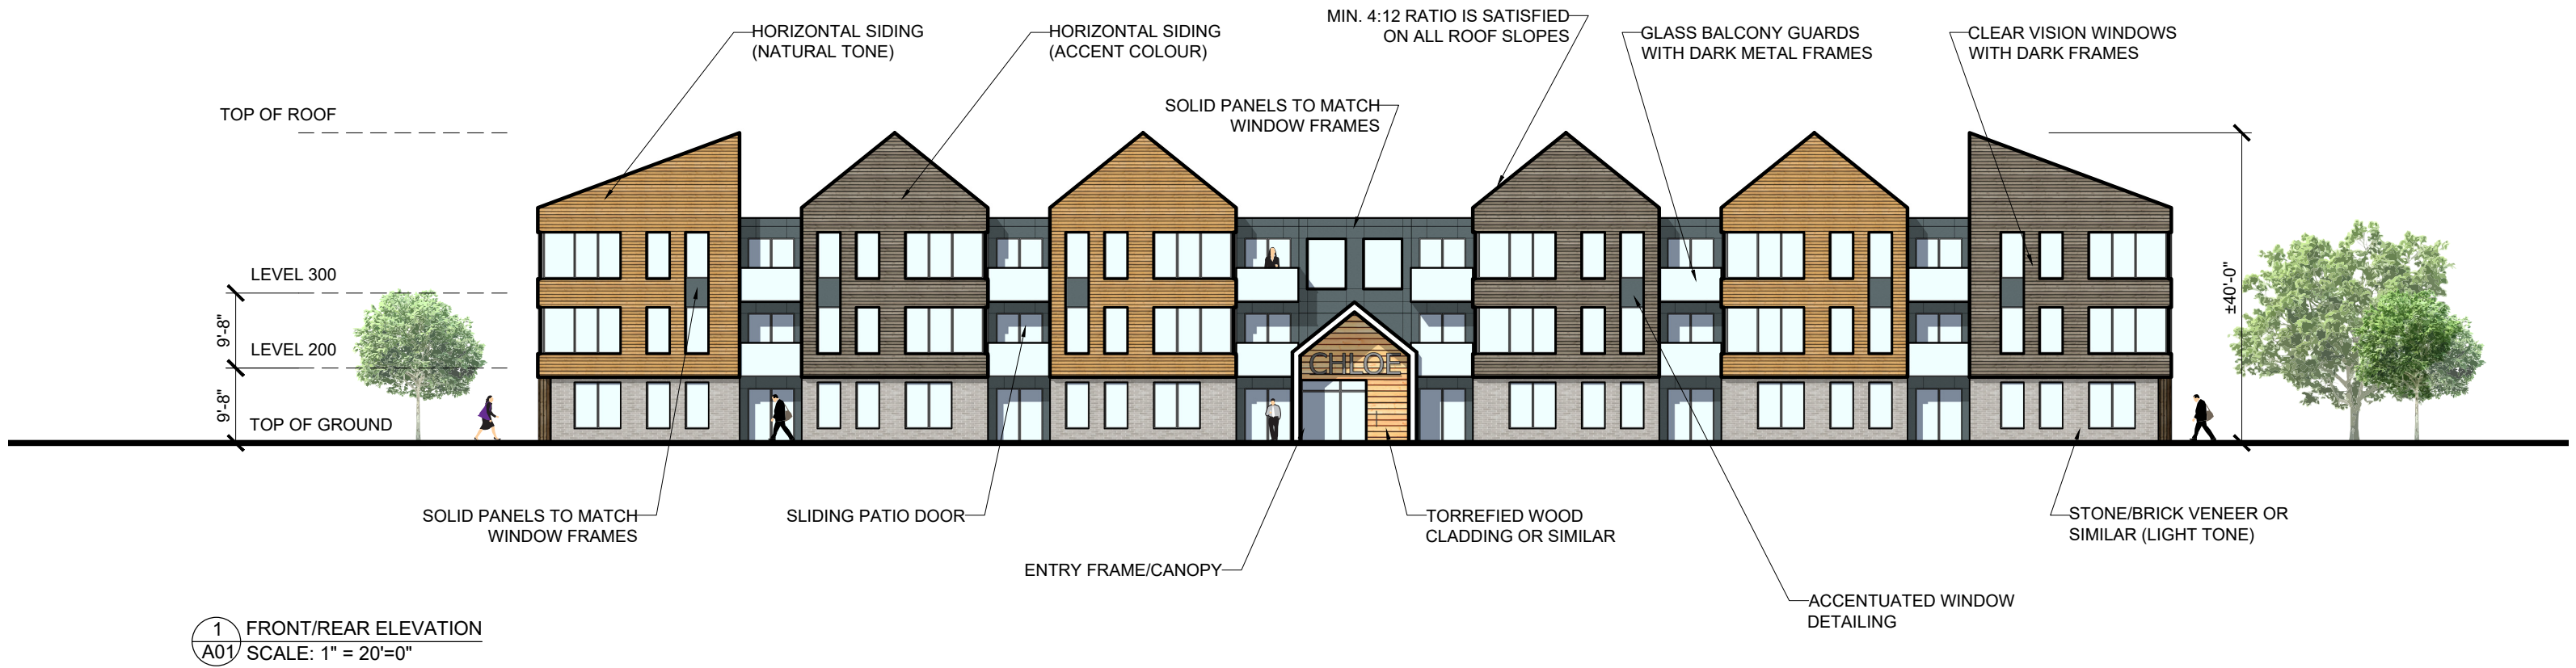 MIN. 4:12 RATIO IS SATISFIED
ON ALL ROOF SLOPES
HORIZONTAL SIDING
(NATURAL TONE)
HORIZONTAL SIDING
(ACCENT COLOUR)
GLASS BALCONY GUARDS
WITH DARK METAL FRAMES
CLEAR VISION WINDOWS
WITH DARK FRAMES
SOLID PANELS TO MATCH
WINDOW FRAMES
TOP OF ROOF
LEVEL 300
9'-8"
LEVEL 200
9'-8"
TOP OF GROUND
±40'-0"
CHLOE
SOLID PANELS TO MATCH
WINDOW FRAMES
SLIDING PATIO DOOR
TORREFIED WOOD
CLADDING OR SIMILAR
STONE/BRICK VENEER OR
SIMILAR (LIGHT TONE)
ENTRY FRAME/CANOPY
ACCENTUATED WINDOW
DETAILING
1
A01
FRONT/REAR ELEVATION
SCALE: 1" = 20'=0"